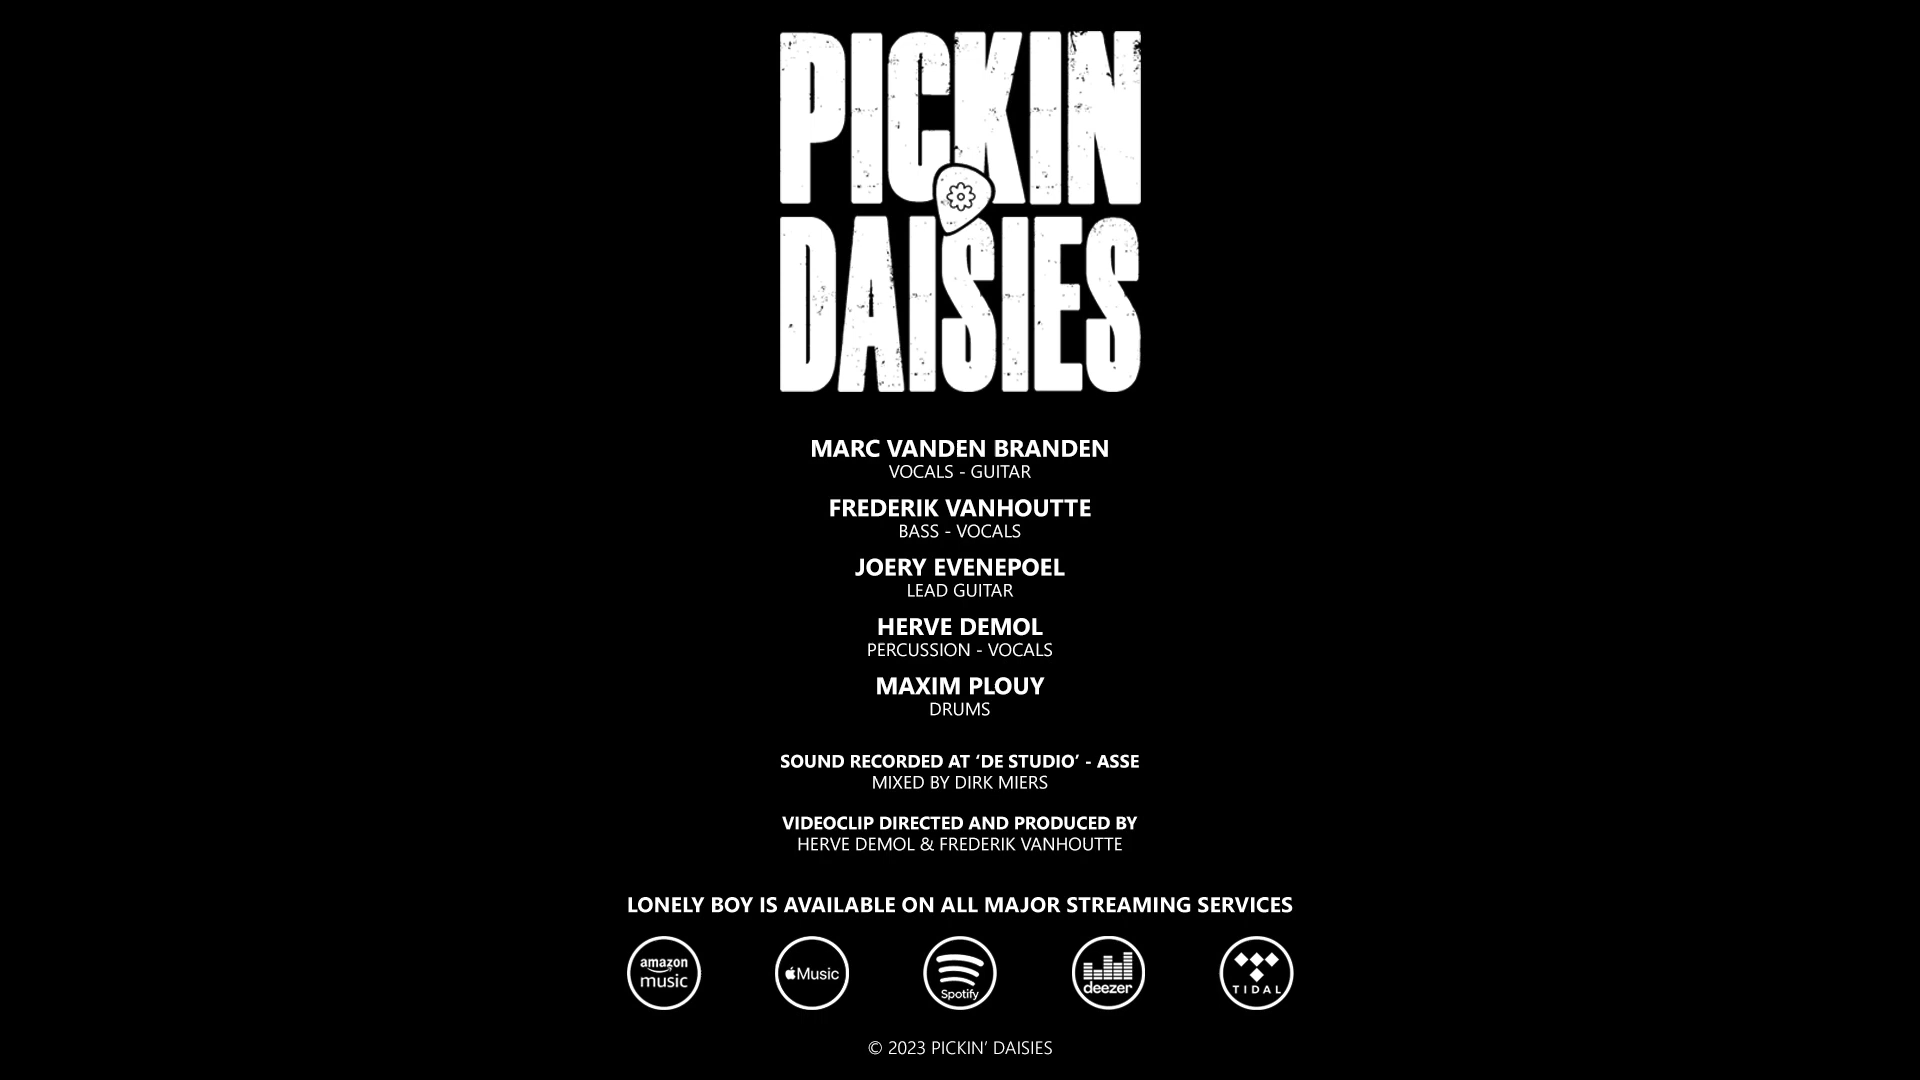 PICKIN
DAISIES
MARC VANDEN BRANDEN
VOCALS - GUITAR
FREDERIK VANHOUTTE
BASS - VOCALS
JOERY EVENEPOEL
LEAD GUITAR
HERVE DEMOL
PERCUSSION - VOCALS
MAXIM PLOUY
DRUMS
SOUND RECORDED AT ‘DE STUDIO’ - ASSE
MIXED BY DIRK MIERS
VIDEOCLIP DIRECTED AND PRODUCED BY
HERVE DEMOL & FREDERIK VANHOUTTE
LONELY BOY IS AVAILABLE ON ALL MAJOR STREAMING SERVICES
amazon
music
Music
Spotify
deezer
TIDAL
© 2023 PICKIN’ DAISIES